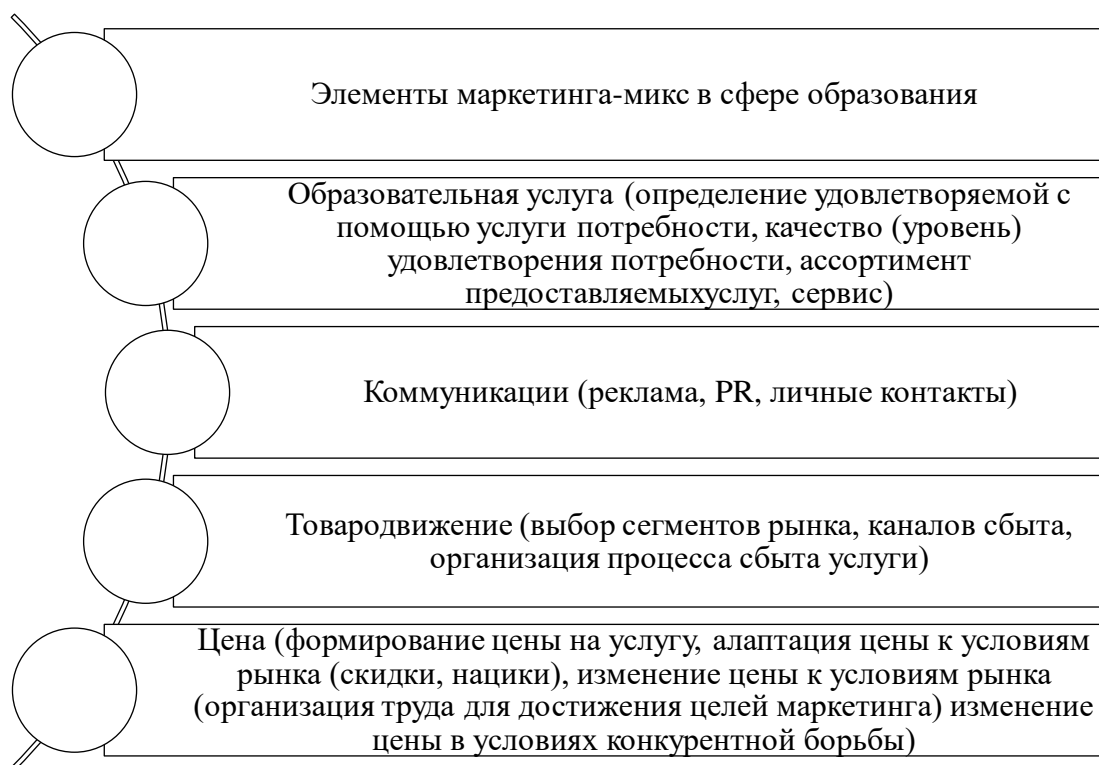 Элементы маркетинга-микс в сфере образования
Образовательная услуга (определение удовлетворяемой с
помощью услуги потребности, качество (уровень)
удовлетворения потребности, ассортимент
предоставляемыхуслуг, сервис)
Коммуникации (реклама, PR, личные контакты)
Товародвижение (выбор сегментов рынка, каналов сбыта,
организация процесса сбыта услуги)
Цена (формирование цены на услугу, алаптация цены к условиям
рынка (скидки, нацики), изменение цены к условиям рынка
(организация труда для достижения целей маркетинга) изменение
цены в условиях конкурентной борьбы)